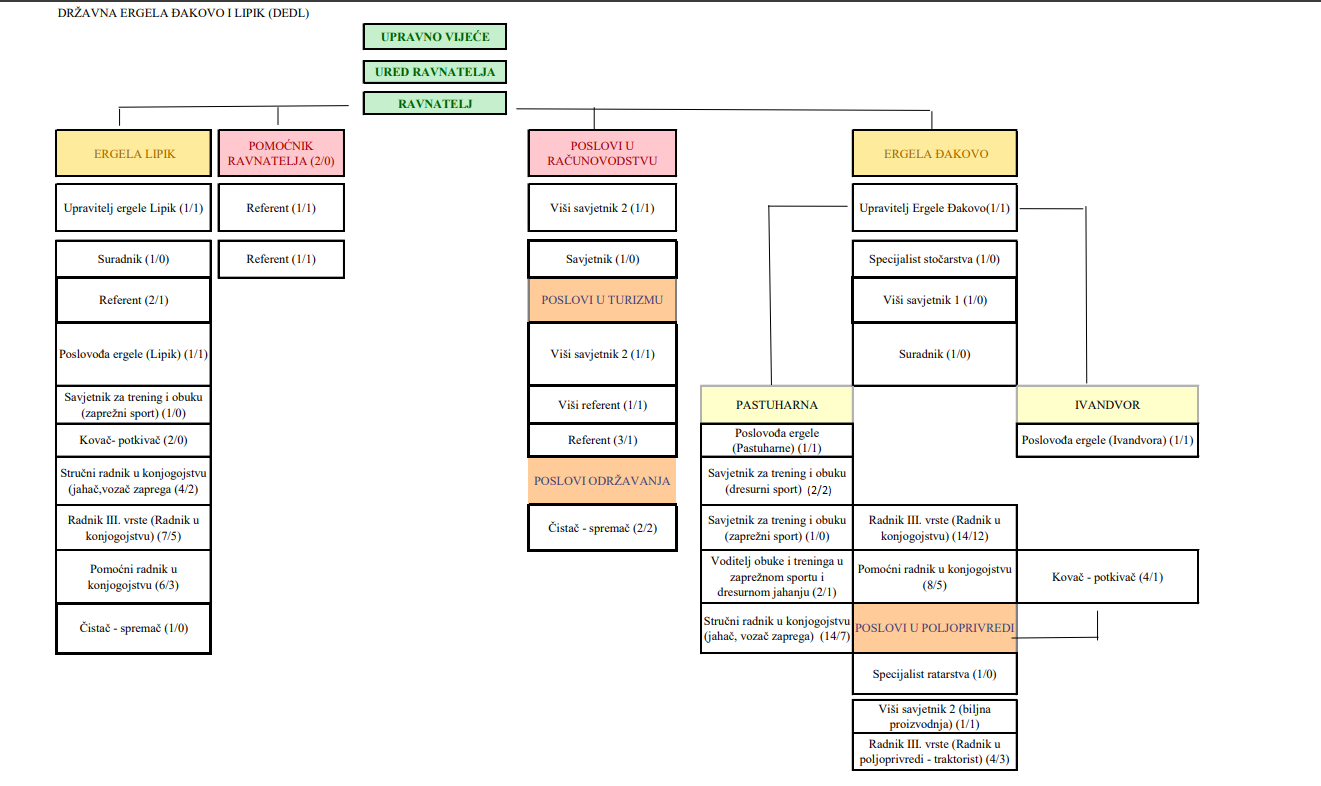 DRŽAVNA ERGELA ĐAKOVO I LIPIK (DEDL)
UPRAVNO VIJEĆE
URED RAVNATELJA
RAVNATELJ
ERGELA LIPIK
Upravitelj ergele Lipik (1/1)
Suradnik (1/0)
Referent (2/1)
Poslovođa ergele (Lipik) (1/1)
Savjetnik za trening i obuku
(zaprežni sport) (1/0)
Kovač- potkivač (2/0)
Stručni radnik u konjogojstvu
(jahač,vozač zaprega (4/2)
Radnik III. vrste (Radnik u
konjogojstvu) (7/5)
Pomoćni radnik u
konjogojstvu (6/3)
Čistač - spremač (1/0)
POMOĆNIK
RAVNATELJA (2/0)
Referent (1/1)
Referent (1/1)
POSLOVI U
RAČUNOVODSTVU
Viši savjetnik 2 (1/1)
Savjetnik (1/0)
POSLOVI U TURIZMU
Viši savjetnik 2 (1/1)
Viši referent (1/1)
Referent (3/1)
POSLOVI ODRŽAVANJA
Čistač - spremač (2/2)
ERGELA ĐAKOVO
Upravitelj Ergele Đakovo(1/1)
Specijalist stočarstva (1/0)
Viši savjetnik 1 (1/0)
Suradnik (1/0)
PASTUHARNA
Poslovođa ergele
(Pastuharne) (1/1)
Savjetnik za trening i obuku
(dresurni sport) (2/2)
Savjetnik za trening i obuku
(zaprežni sport) (1/0)
Voditelj obuke i treninga u
zaprežnom sportu i
dresurnom jahanju (2/1)
Stručni radnik u konjogojstvu
(jahač, vozač zaprega) (14/7)
IVANDVOR
Poslovođa ergele (Ivandvora) (1/1)
Radnik III. vrste (Radnik u
konjogojstvu) (14/12)
Pomoćni radnik u konjogojstvu
(8/5)
Kovač - potkivač (4/1)
POSLOVI U POLJOPRIVREDI
Specijalist ratarstva (1/0)
Viši savjetnik 2 (biljna
proizvodnja) (1/1)
Radnik III. vrste (Radnik u
poljoprivredi - traktorist) (4/3)